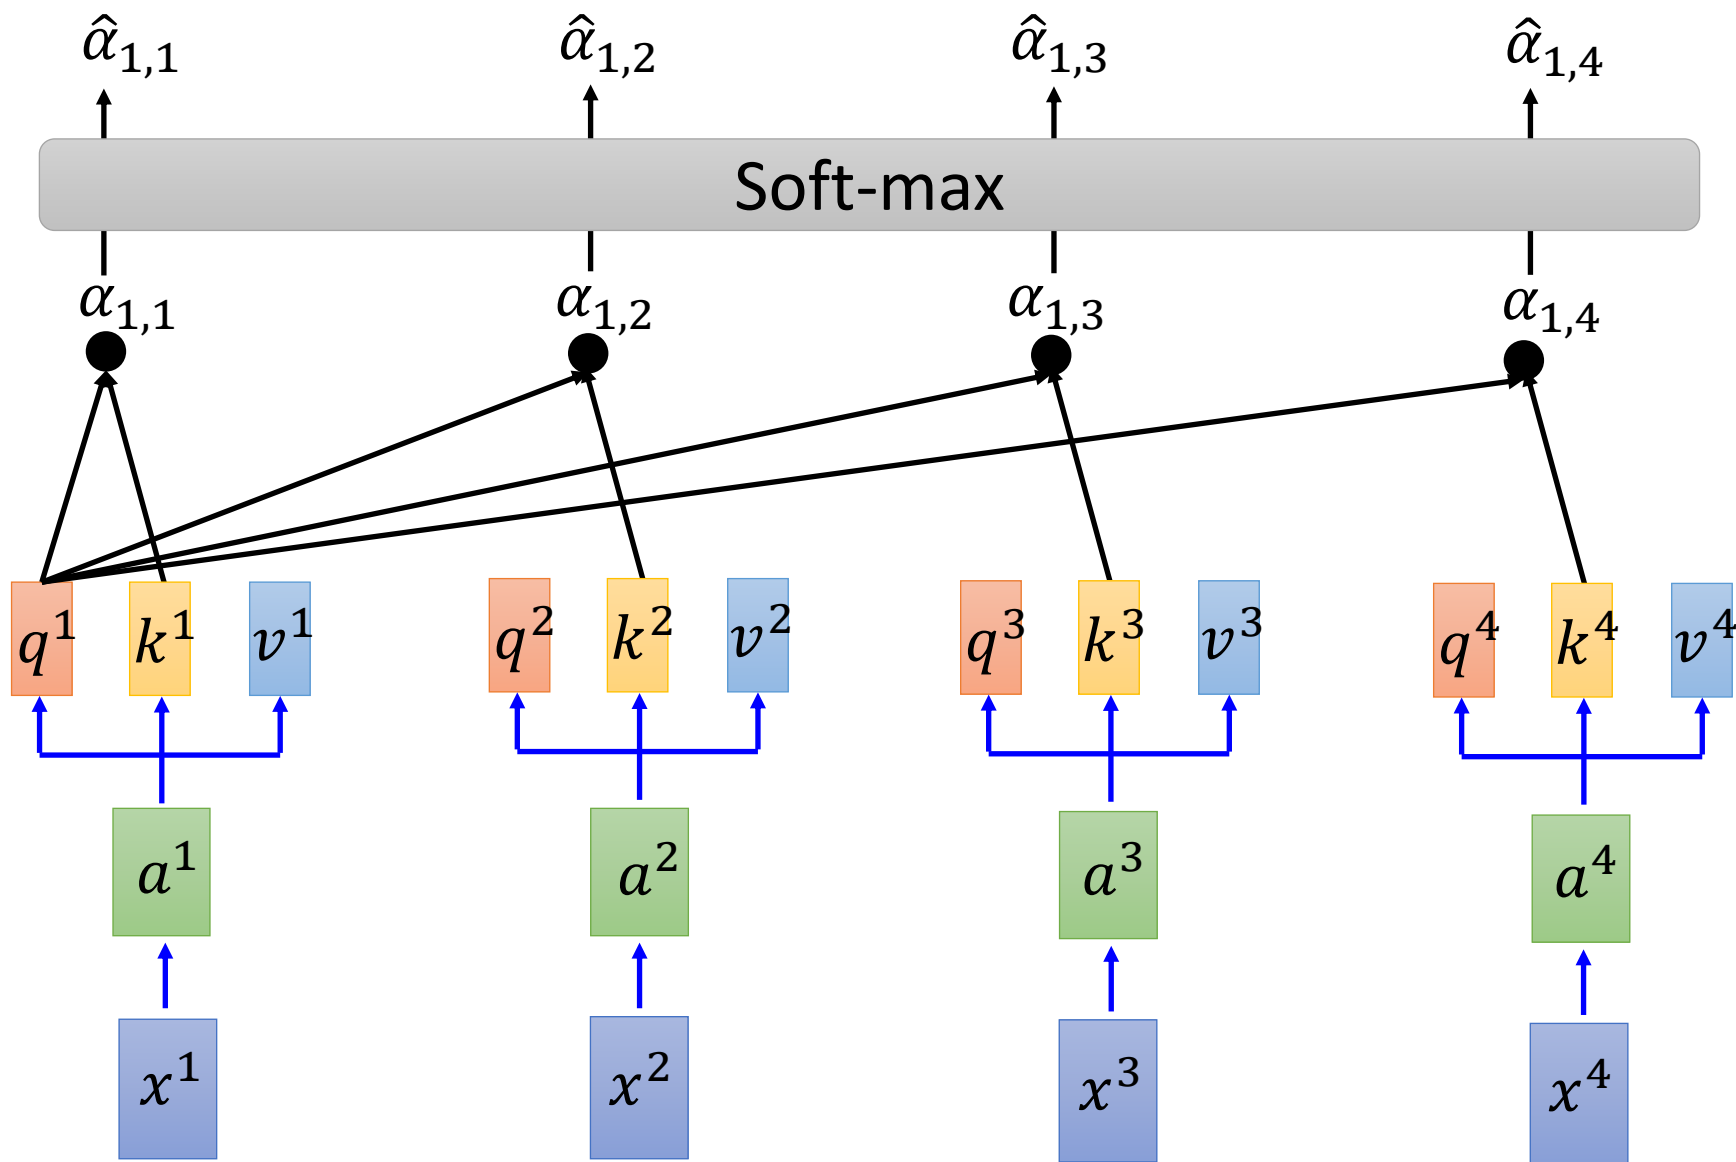 α̂₁,₁ α̂₁,₂ α̂₁,₃ α̂₁,₄
Soft-max
α₁,₁ α₁,₂ α₁,₃ α₁,₄
q¹ k¹ v¹ q² k² v² q³ k³ v³ q⁴ k⁴ v⁴
a¹ a² a³ a⁴
x¹ x² x³ x⁴